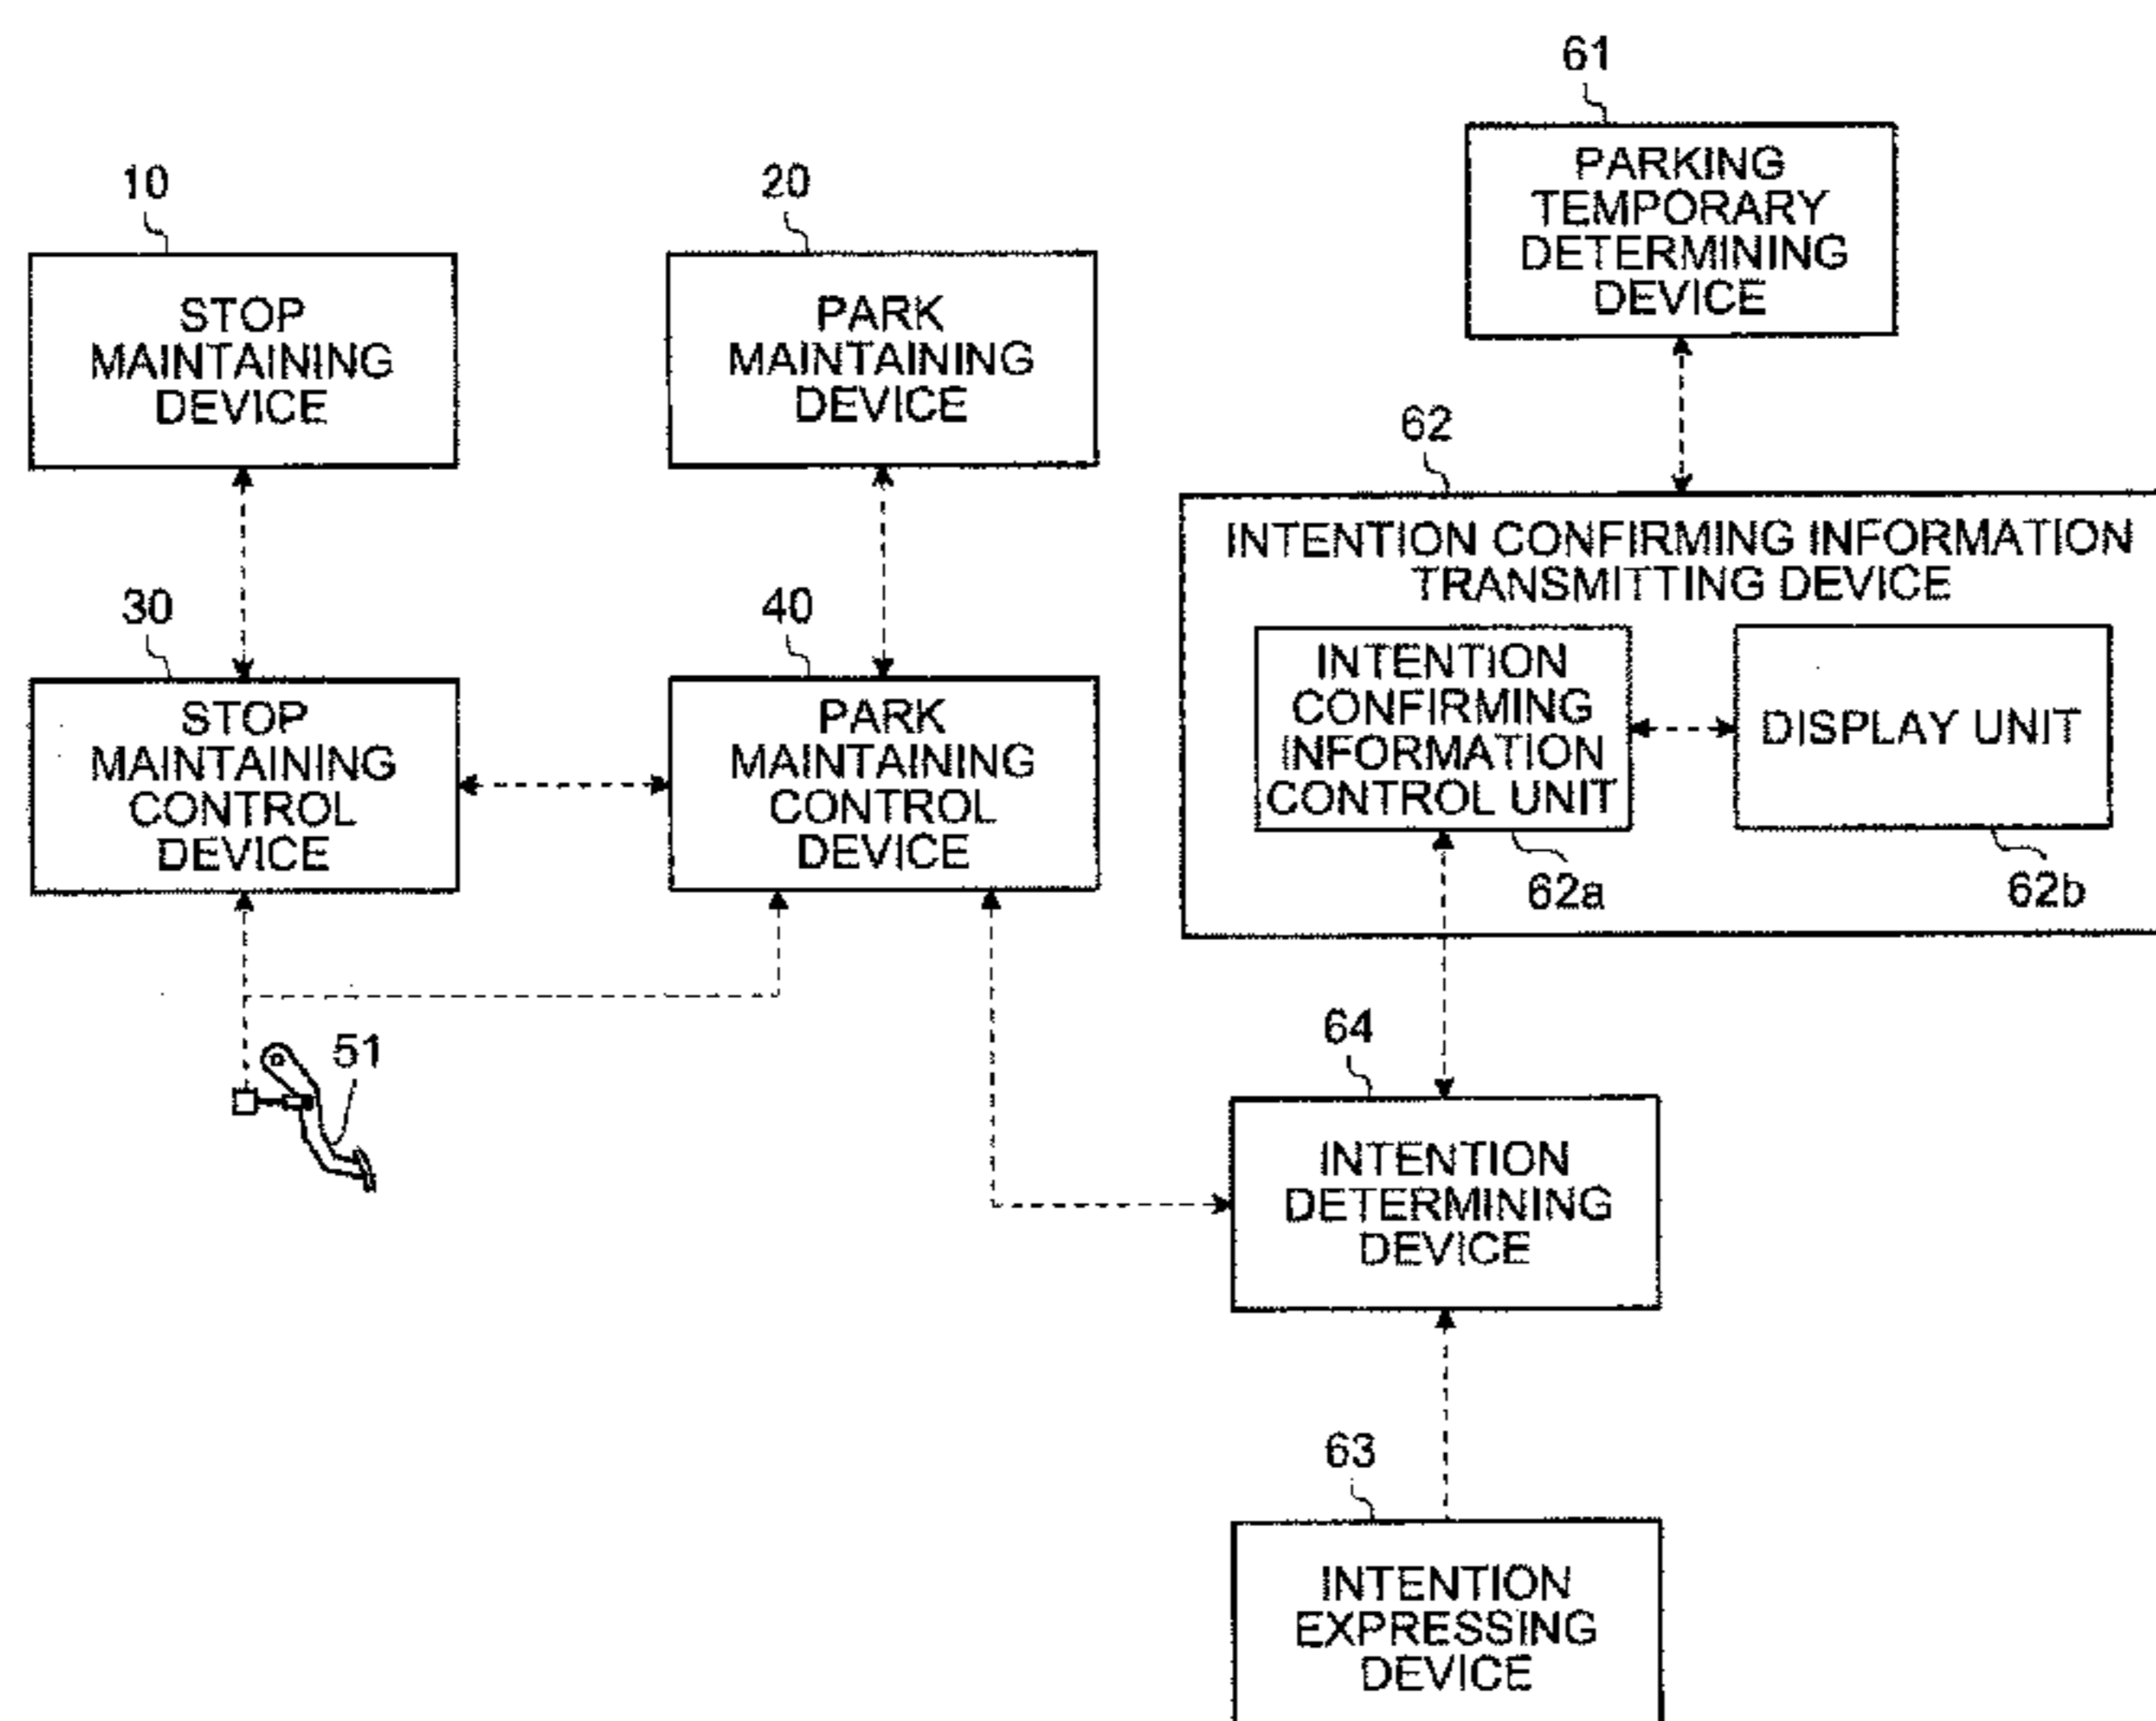 61
PARKING
TEMPORARY
DETERMINING
DEVICE
10
STOP
MAINTAINING
DEVICE
20
PARK
MAINTAINING
DEVICE
62
INTENTION CONFIRMING INFORMATION
TRANSMITTING DEVICE
INTENTION
CONFIRMING
INFORMATION
CONTROL UNIT
62a
DISPLAY UNIT
62b
30
STOP
MAINTAINING
CONTROL
DEVICE
40
PARK
MAINTAINING
CONTROL
DEVICE
51
64
INTENTION
DETERMINING
DEVICE
63
INTENTION
EXPRESSING
DEVICE